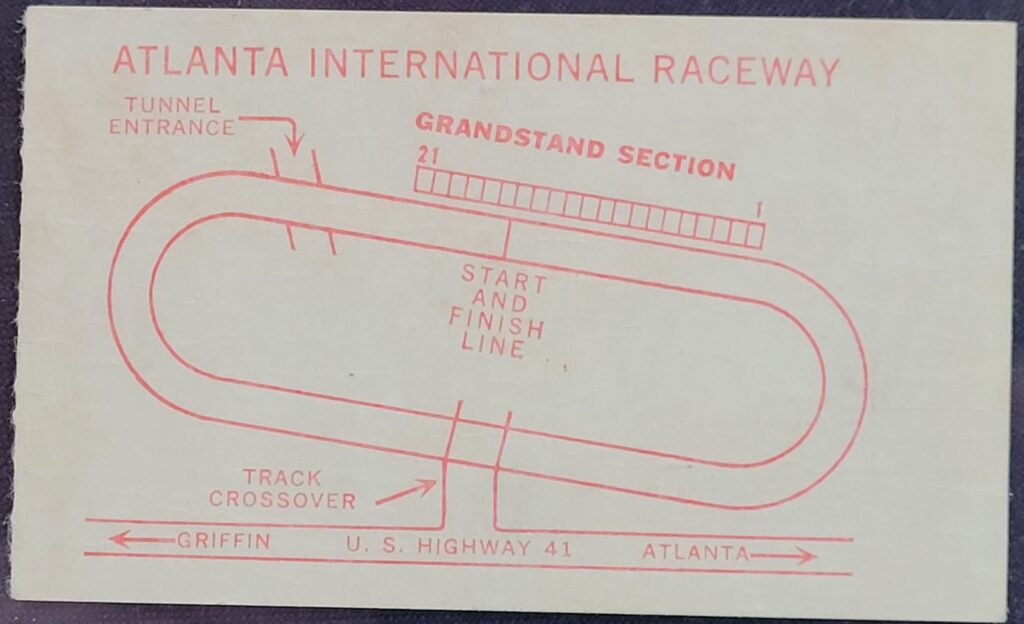 ATLANTA INTERNATIONAL RACEWAY
TUNNEL
ENTRANCE
GRANDSTAND SECTION
21
1
START
AND
FINISH
LINE
TRACK
CROSSOVER
GRIFFIN
U. S. HIGHWAY 41
ATLANTA